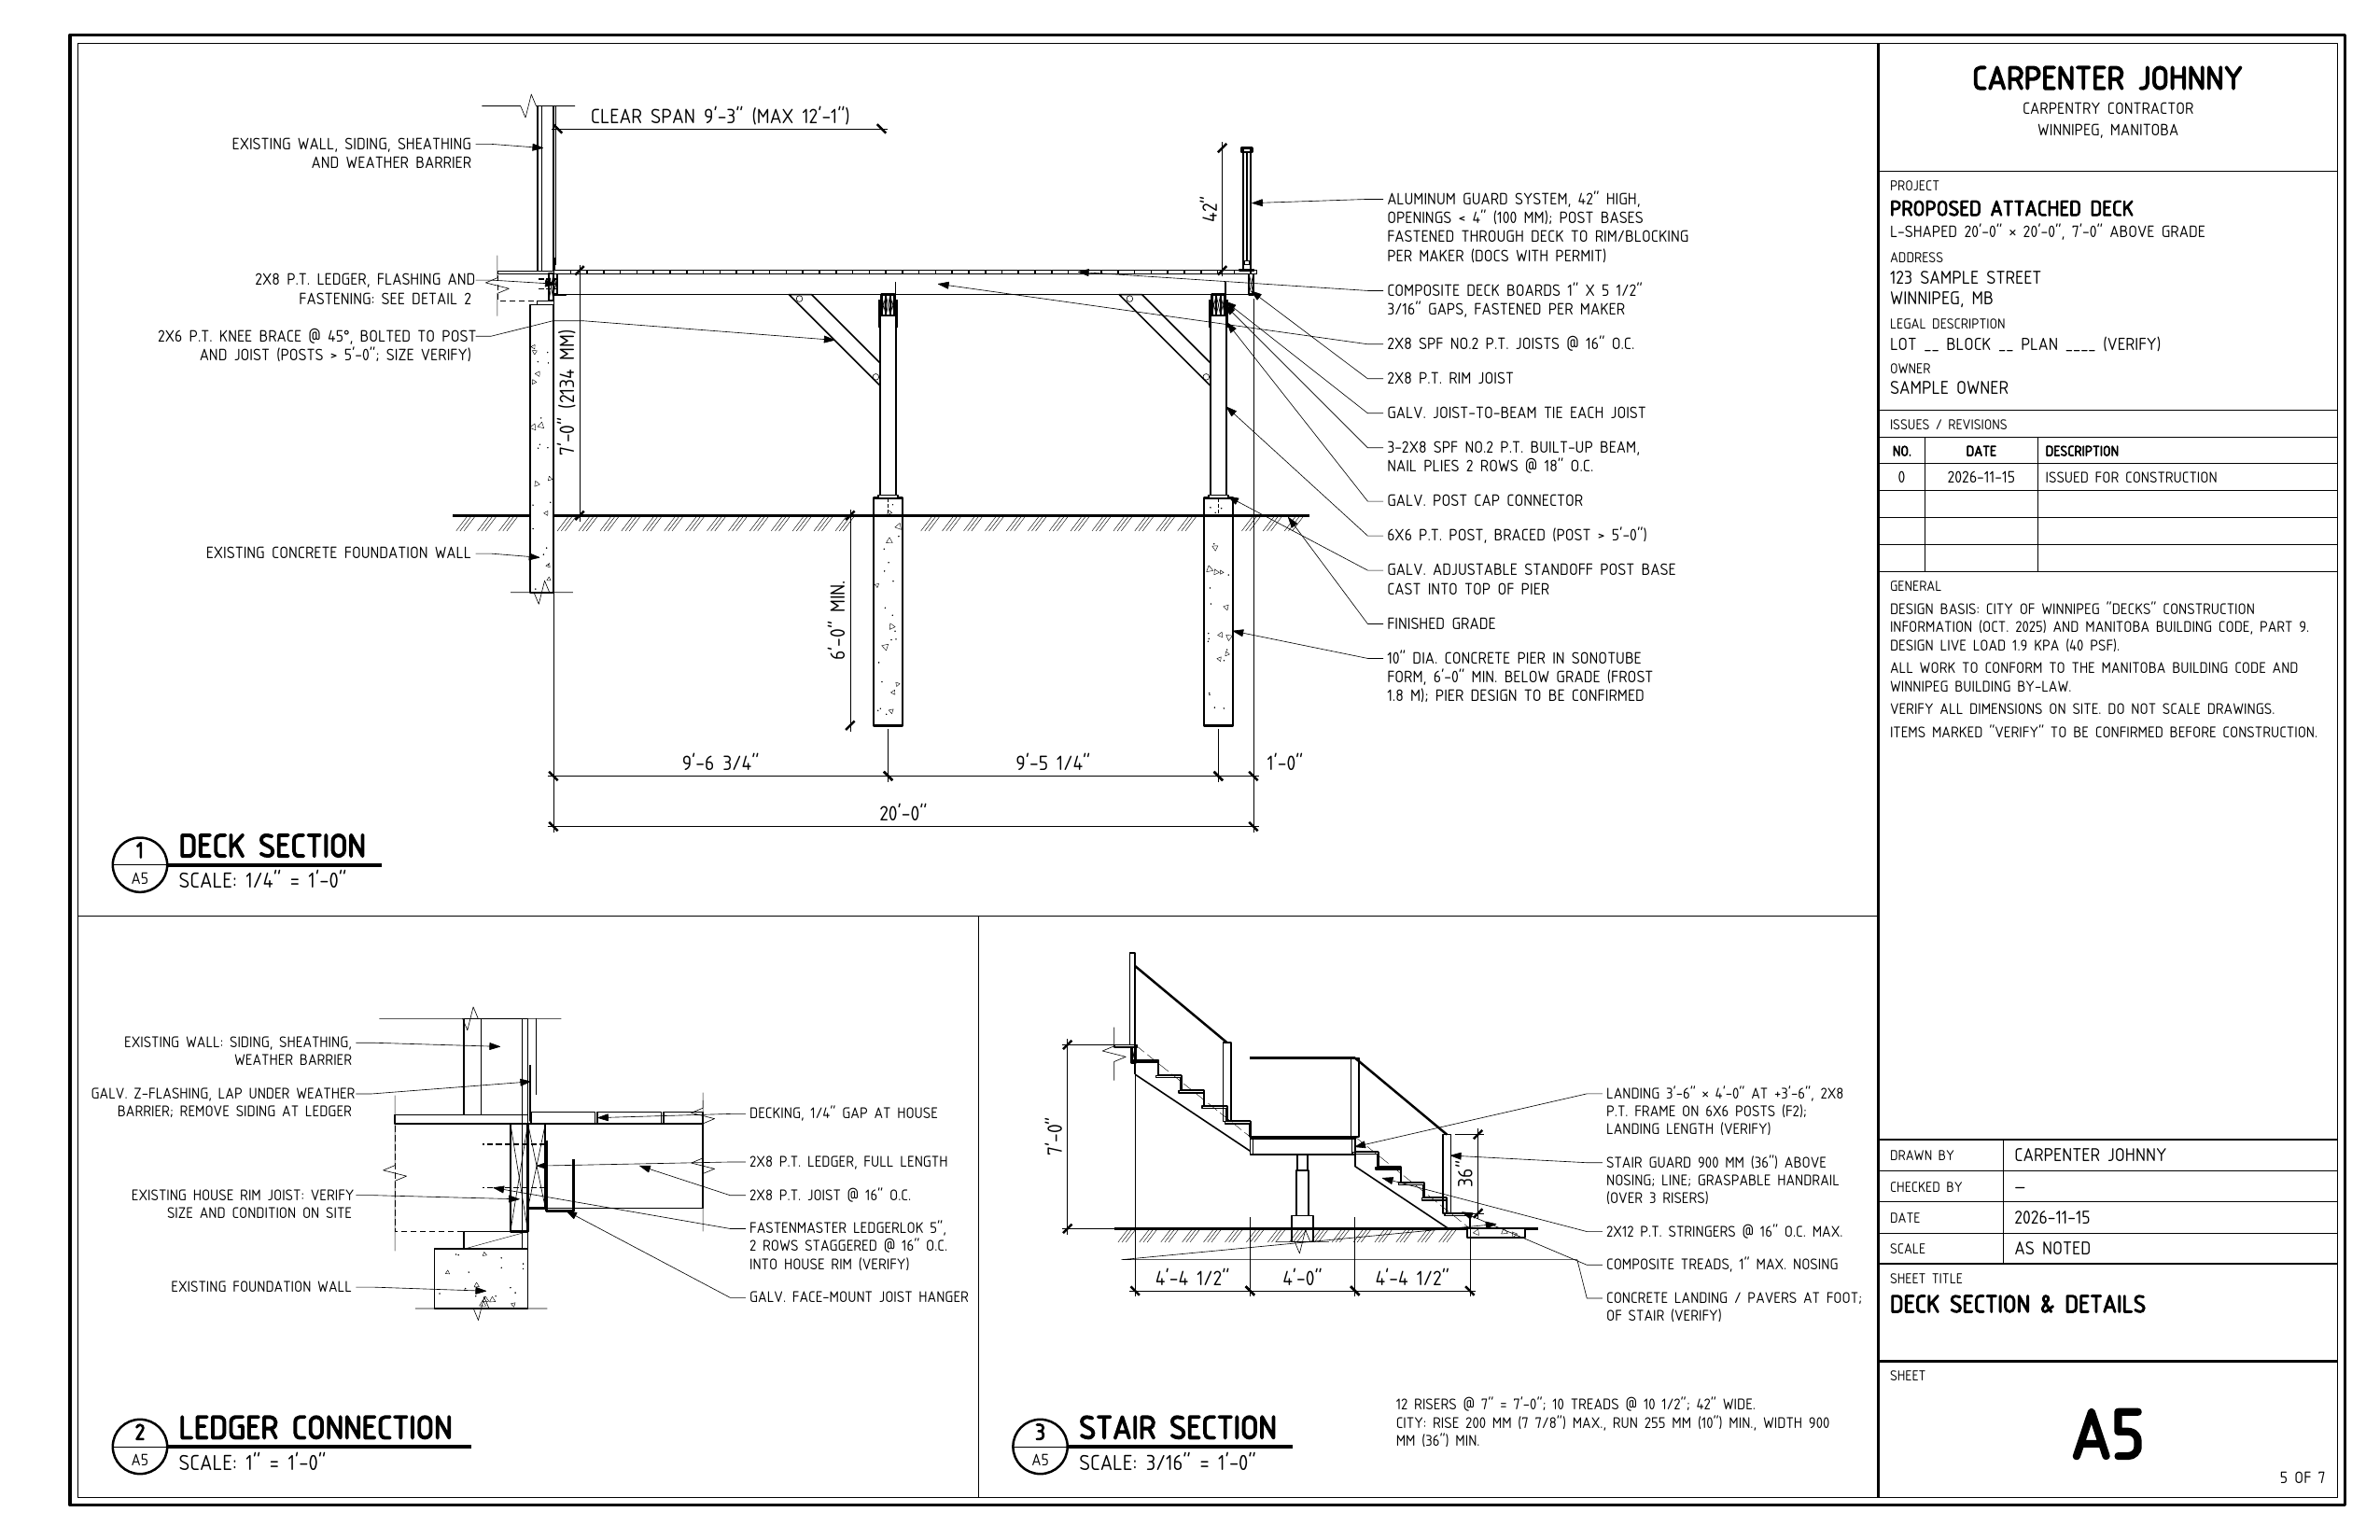 CLEAR SPAN 9'-3" (MAX 12'-1")
EXISTING WALL, SIDING, SHEATHING
AND WEATHER BARRIER
2X8 P.T. LEDGER, FLASHING AND
FASTENING: SEE DETAIL 2
2X6 P.T. KNEE BRACE @ 45°, BOLTED TO POST
AND JOIST (POSTS > 5'-0"; SIZE VERIFY)
EXISTING CONCRETE FOUNDATION WALL
7'-0" (2134 MM)
6'-0" MIN.
42"
ALUMINUM GUARD SYSTEM, 42" HIGH,
OPENINGS < 4" (100 MM); POST BASES
FASTENED THROUGH DECK TO RIM/BLOCKING
PER MAKER (DOCS WITH PERMIT)
COMPOSITE DECK BOARDS 1" X 5 1/2"
3/16" GAPS, FASTENED PER MAKER
2X8 SPF NO.2 P.T. JOISTS @ 16" O.C.
2X8 P.T. RIM JOIST
GALV. JOIST-TO-BEAM TIE EACH JOIST
3-2X8 SPF NO.2 P.T. BUILT-UP BEAM,
NAIL PLIES 2 ROWS @ 18" O.C.
GALV. POST CAP CONNECTOR
6X6 P.T. POST, BRACED (POST > 5'-0")
GALV. ADJUSTABLE STANDOFF POST BASE
CAST INTO TOP OF PIER
FINISHED GRADE
10" DIA. CONCRETE PIER IN SONOTUBE
FORM, 6'-0" MIN. BELOW GRADE (FROST
1.8 M); PIER DESIGN TO BE CONFIRMED
9'-6 3/4"
9'-5 1/4"
1'-0"
20'-0"
1
A5
DECK SECTION
SCALE: 1/4" = 1'-0"
EXISTING WALL: SIDING, SHEATHING,
WEATHER BARRIER
GALV. Z-FLASHING, LAP UNDER WEATHER
BARRIER; REMOVE SIDING AT LEDGER
EXISTING HOUSE RIM JOIST: VERIFY
SIZE AND CONDITION ON SITE
EXISTING FOUNDATION WALL
DECKING, 1/4" GAP AT HOUSE
2X8 P.T. LEDGER, FULL LENGTH
2X8 P.T. JOIST @ 16" O.C.
FASTENMASTER LEDGERLOK 5",
2 ROWS STAGGERED @ 16" O.C.
INTO HOUSE RIM (VERIFY)
GALV. FACE-MOUNT JOIST HANGER
2
A5
LEDGER CONNECTION
SCALE: 1" = 1'-0"
7'-0"
36"
4'-4 1/2"
4'-0"
4'-4 1/2"
LANDING 3'-6" × 4'-0" AT +3'-6", 2X8
P.T. FRAME ON 6X6 POSTS (F2);
LANDING LENGTH (VERIFY)
STAIR GUARD 900 MM (36") ABOVE
NOSING; LINE; GRASPABLE HANDRAIL
(OVER 3 RISERS)
2X12 P.T. STRINGERS @ 16" O.C. MAX.
COMPOSITE TREADS, 1" MAX. NOSING
CONCRETE LANDING / PAVERS AT FOOT;
OF STAIR (VERIFY)
12 RISERS @ 7" = 7'-0"; 10 TREADS @ 10 1/2"; 42" WIDE.
CITY: RISE 200 MM (7 7/8") MAX., RUN 255 MM (10") MIN., WIDTH 900
MM (36") MIN.
3
A5
STAIR SECTION
SCALE: 3/16" = 1'-0"
CARPENTER JOHNNY
CARPENTRY CONTRACTOR
WINNIPEG, MANITOBA
PROJECT
PROPOSED ATTACHED DECK
L-SHAPED 20'-0" × 20'-0", 7'-0" ABOVE GRADE
ADDRESS
123 SAMPLE STREET
WINNIPEG, MB
LEGAL DESCRIPTION
LOT __ BLOCK __ PLAN ____ (VERIFY)
OWNER
SAMPLE OWNER
ISSUES / REVISIONS
NO. DATE DESCRIPTION
0 2026-11-15 ISSUED FOR CONSTRUCTION
GENERAL
DESIGN BASIS: CITY OF WINNIPEG "DECKS" CONSTRUCTION
INFORMATION (OCT. 2025) AND MANITOBA BUILDING CODE, PART 9.
DESIGN LIVE LOAD 1.9 KPA (40 PSF).
ALL WORK TO CONFORM TO THE MANITOBA BUILDING CODE AND
WINNIPEG BUILDING BY-LAW.
VERIFY ALL DIMENSIONS ON SITE. DO NOT SCALE DRAWINGS.
ITEMS MARKED "VERIFY" TO BE CONFIRMED BEFORE CONSTRUCTION.
DRAWN BY CARPENTER JOHNNY
CHECKED BY —
DATE 2026-11-15
SCALE AS NOTED
SHEET TITLE
DECK SECTION & DETAILS
SHEET
A5
5 OF 7